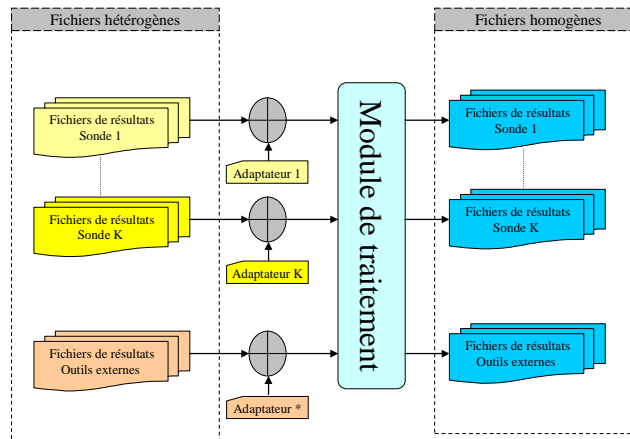 Fichiers hétérogènes
Fichiers homogènes
Fichiers de résultats
Sonde 1
Adaptateur 1
Fichiers de résultats
Sonde K
Adaptateur K
Fichiers de résultats
Outils externes
Adaptateur *
Module de traitement
Fichiers de résultats
Sonde 1
Fichiers de résultats
Sonde K
Fichiers de résultats
Outils externes